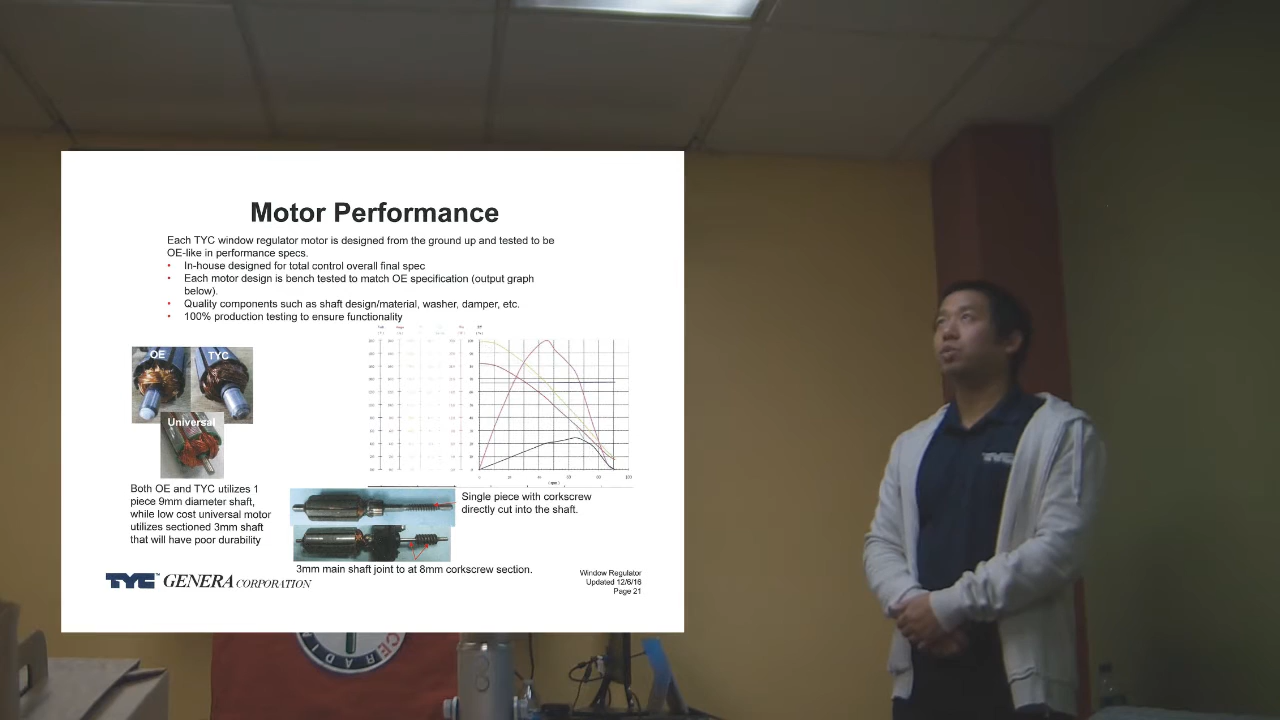 Motor Performance
Each TYC window regulator motor is designed from the ground up and tested to be
OE-like in performance specs.
• In-house designed for total control overall final spec
• Each motor design is bench tested to match OE specification (output graph
below).
• Quality components such as shaft design/material, washer, damper, etc.
• 100% production testing to ensure functionality
OE
TYC
Universal
Both OE and TYC utilizes 1
piece 9mm diameter shaft,
while low cost universal motor
utilizes sectioned 3mm shaft
that will have poor durability
Single piece with corkscrew
directly cut into the shaft.
3mm main shaft joint to at 8mm corkscrew section.
TYC™ GENERA CORPORATION
Window Regulator
Updated 12/6/16
Page 21
TYC